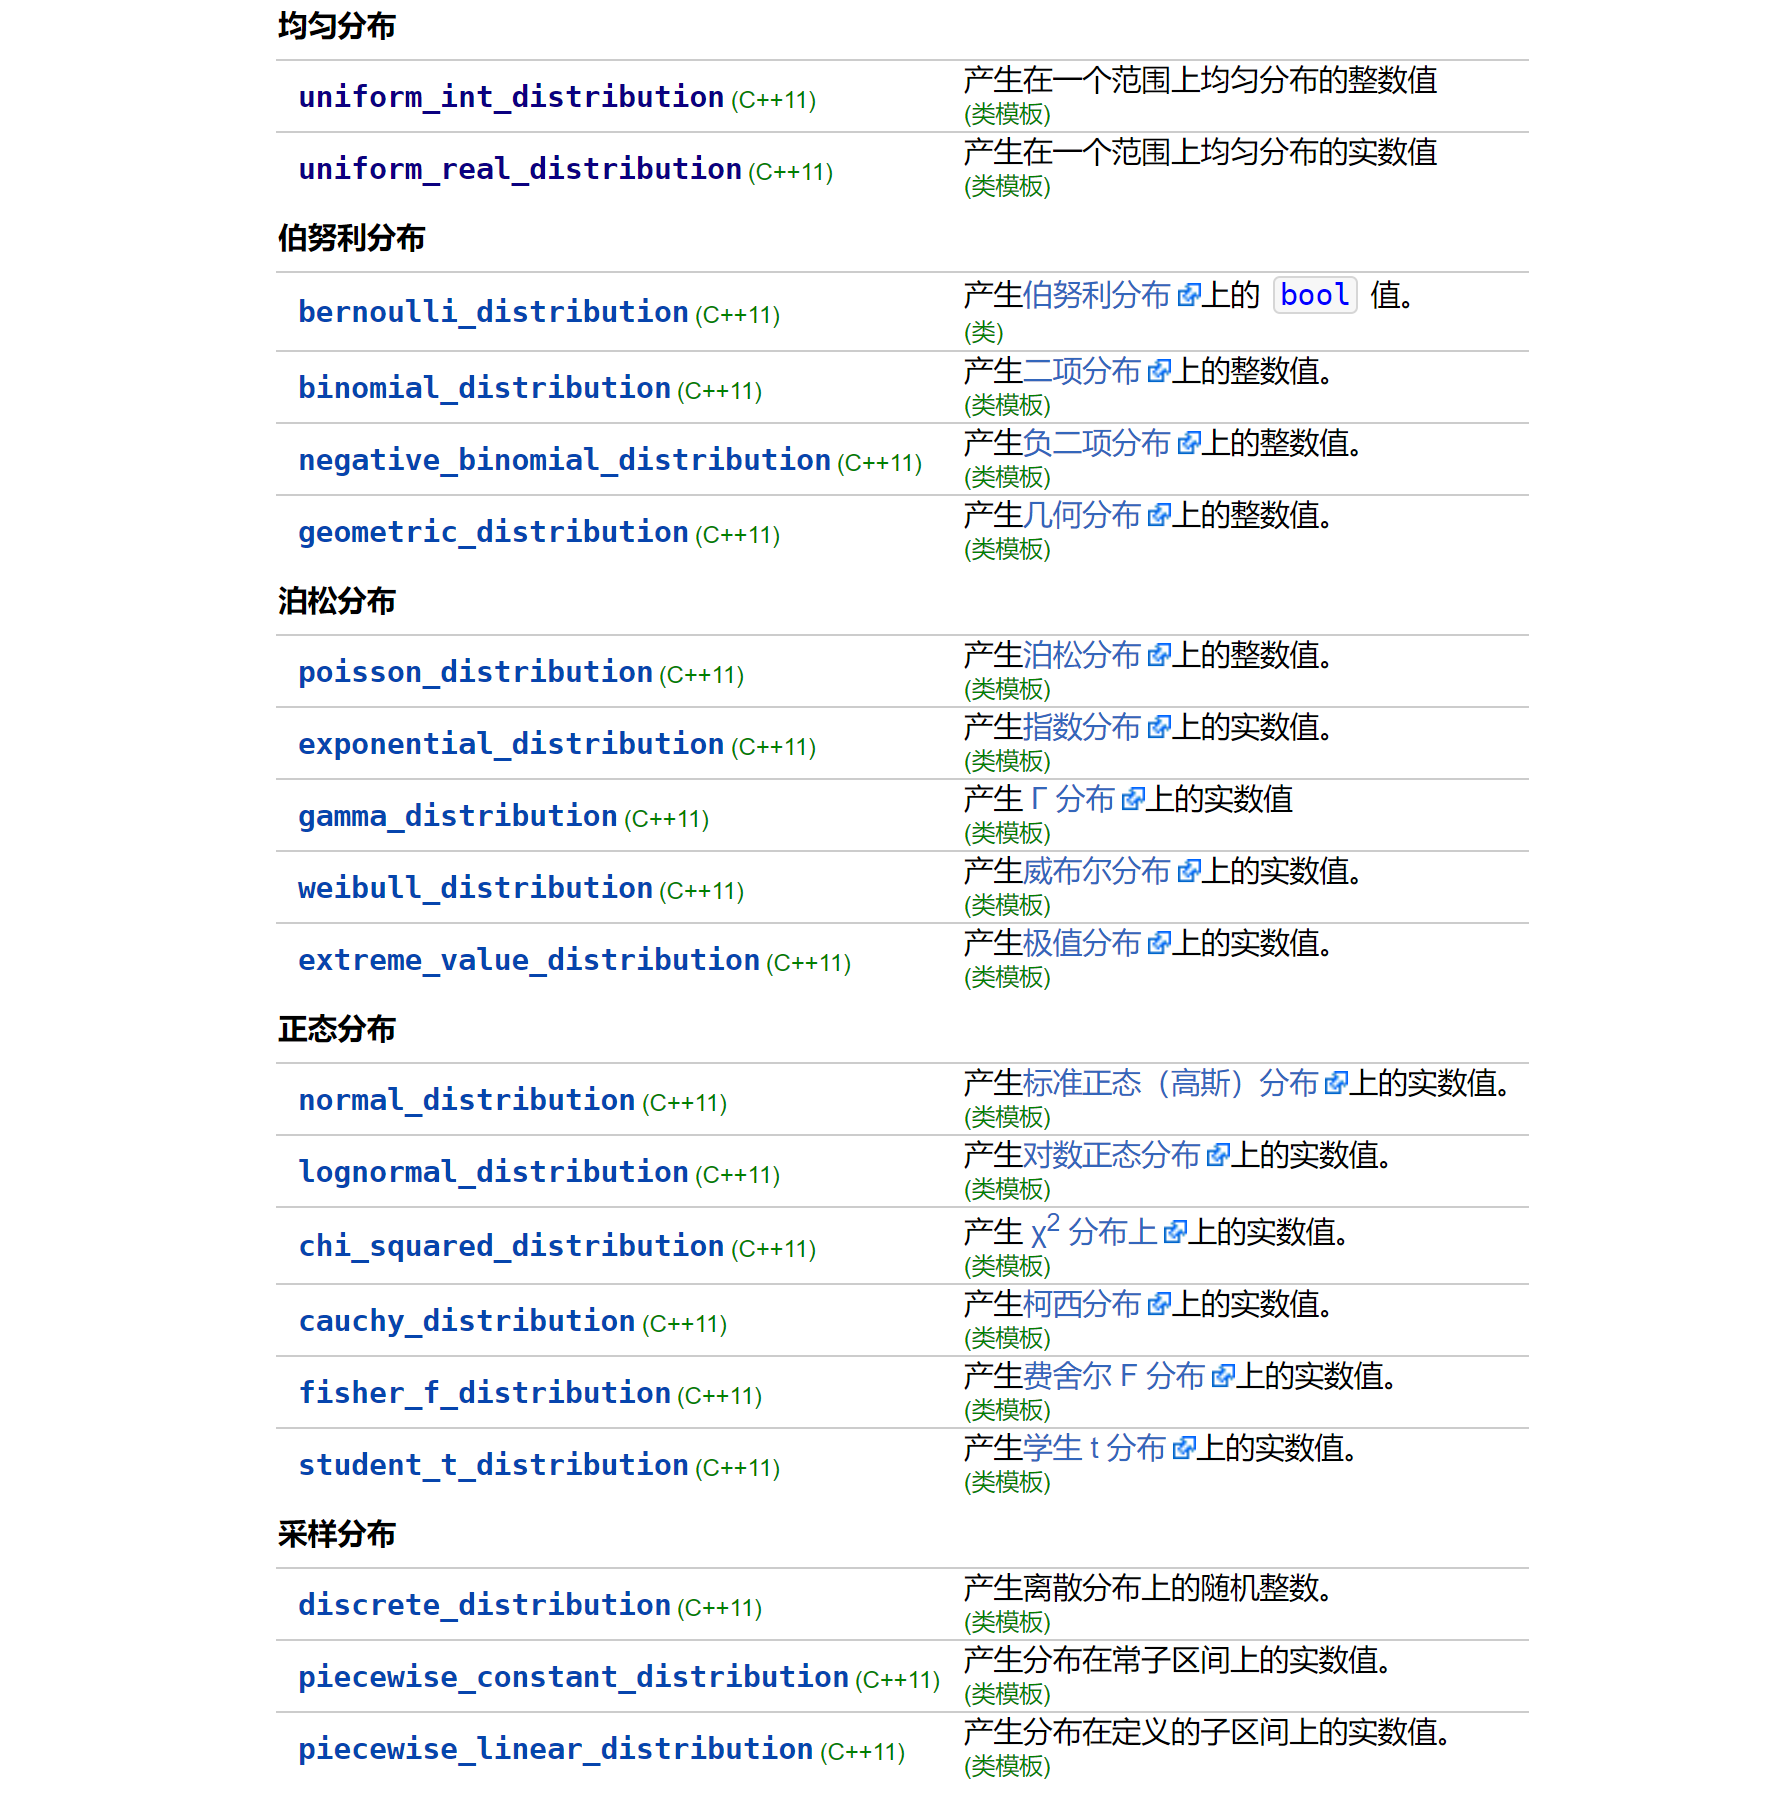 均匀分布
uniform_int_distribution (C++11) 产生在一个范围上均匀分布的整数值
(类模板)
uniform_real_distribution (C++11) 产生在一个范围上均匀分布的实数值
(类模板)
伯努利分布
bernoulli_distribution (C++11) 产生伯努利分布上的 bool 值。
(类)
binomial_distribution (C++11) 产生二项分布上的整数值。
(类模板)
negative_binomial_distribution (C++11) 产生负二项分布上的整数值。
(类模板)
geometric_distribution (C++11) 产生几何分布上的整数值。
(类模板)
泊松分布
poisson_distribution (C++11) 产生泊松分布上的整数值。
(类模板)
exponential_distribution (C++11) 产生指数分布上的实数值。
(类模板)
gamma_distribution (C++11) 产生 Γ 分布上的实数值
(类模板)
weibull_distribution (C++11) 产生威布尔分布上的实数值。
(类模板)
extreme_value_distribution (C++11) 产生极值分布上的实数值。
(类模板)
正态分布
normal_distribution (C++11) 产生标准正态（高斯）分布上的实数值。
(类模板)
lognormal_distribution (C++11) 产生对数正态分布上的实数值。
(类模板)
chi_squared_distribution (C++11) 产生 χ² 分布上上的实数值。
(类模板)
cauchy_distribution (C++11) 产生柯西分布上的实数值。
(类模板)
fisher_f_distribution (C++11) 产生费舍尔 F 分布上的实数值。
(类模板)
student_t_distribution (C++11) 产生学生 t 分布上的实数值。
(类模板)
采样分布
discrete_distribution (C++11) 产生离散分布上的随机整数。
(类模板)
piecewise_constant_distribution (C++11) 产生分布在常子区间上的实数值。
(类模板)
piecewise_linear_distribution (C++11) 产生分布在定义的子区间上的实数值。
(类模板)